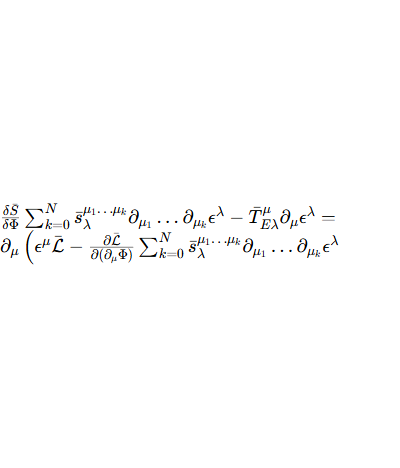 \frac{\delta \bar{S}}{\delta \Phi} \sum_{k=0}^{N} \bar{s}_{\lambda}^{\mu_1 \ldots \mu_k} \partial_{\mu_1} \ldots \partial_{\mu_k} \epsilon^{\lambda} - \bar{T}_{E\lambda}^{\mu} \partial_{\mu} \epsilon^{\lambda} =
\partial_{\mu} \left( \epsilon^{\mu} \bar{\mathcal{L}} - \frac{\partial \bar{\mathcal{L}}}{\partial (\partial_{\mu} \Phi)} \sum_{k=0}^{N} \bar{s}_{\lambda}^{\mu_1 \ldots \mu_k} \partial_{\mu_1} \ldots \partial_{\mu_k} \epsilon^{\lambda}